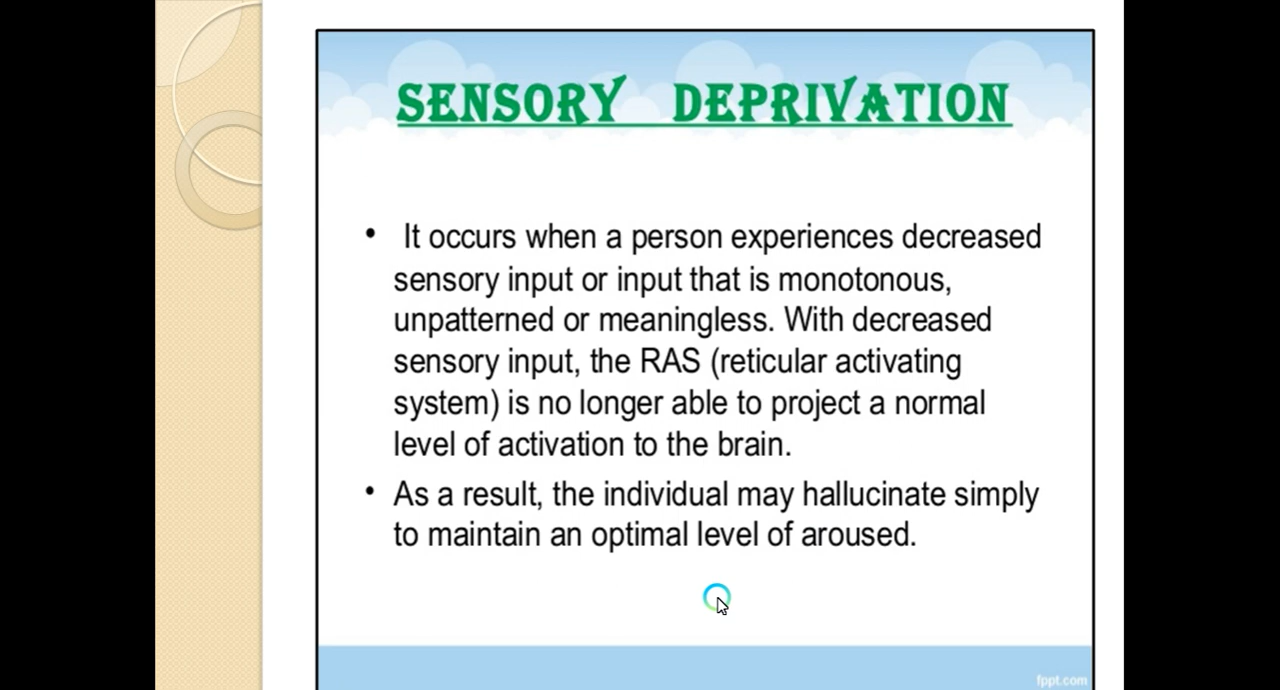 SENSORY DEPRIVATION
• It occurs when a person experiences decreased
sensory input or input that is monotonous,
unpatterned or meaningless. With decreased
sensory input, the RAS (reticular activating
system) is no longer able to project a normal
level of activation to the brain.
• As a result, the individual may hallucinate simply
to maintain an optimal level of aroused.
fppt.com